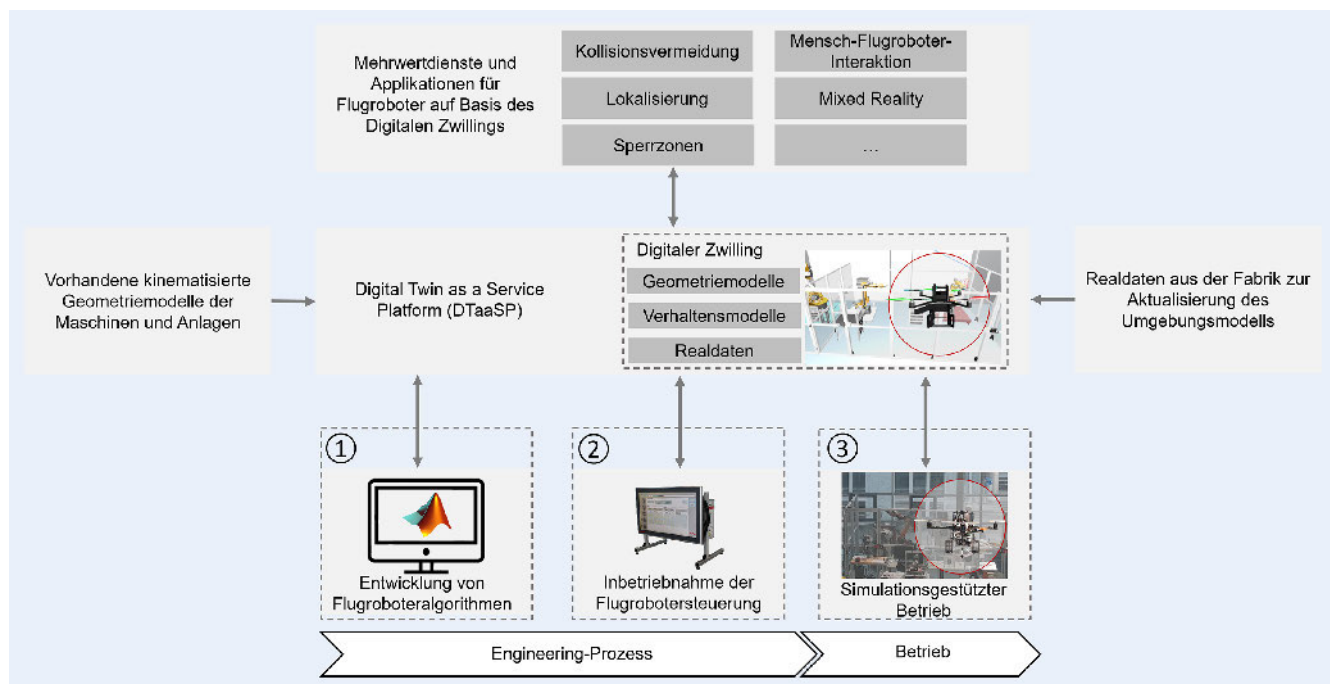 Mehrwertdienste und
Applikationen für
Flugroboter auf Basis des
Digitalen Zwillings
Kollisionsvermeidung
Mensch-Flugroboter-
Interaktion
Lokalisierung
Mixed Reality
Sperrzonen
...
Vorhandene kinematisierte
Geometriemodelle der
Maschinen und Anlagen
Digital Twin as a Service
Platform (DTaaSP)
Digitaler Zwilling
Geometriemodelle
Verhaltensmodelle
Realdaten
Realdaten aus der Fabrik zur
Aktualisierung des
Umgebungsmodells
1
Entwicklung von
Flugroboteralgorithmen
2
Inbetriebnahme der
Flugrobotersteuerung
3
Simulationsgestützter
Betrieb
Engineering-Prozess
Betrieb